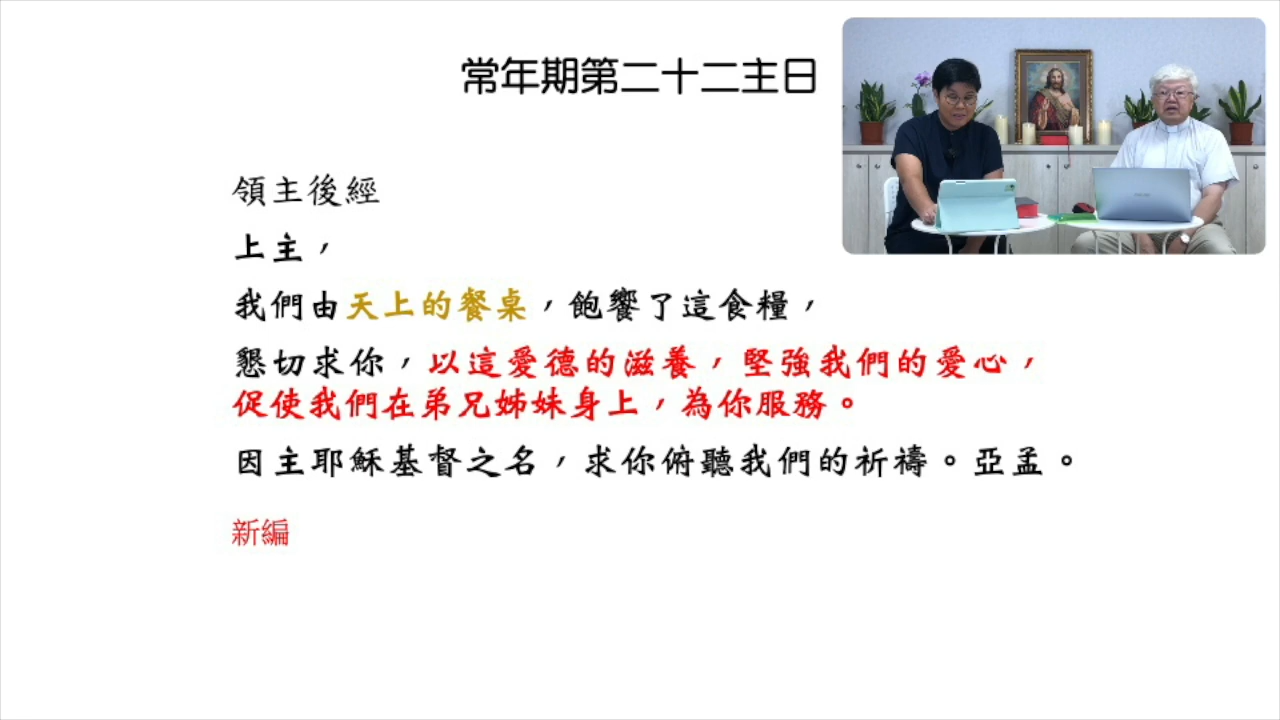 常年期第二十二主日
領主後經
上主，
我們由天上的餐桌，飽饗了這食糧，
懇切求你，以這愛德的滋養，堅強我們的愛心，
促使我們在弟兄姊妹身上，為你服務。
因主耶穌基督之名，求你俯聽我們的祈禱。亞孟。
新編